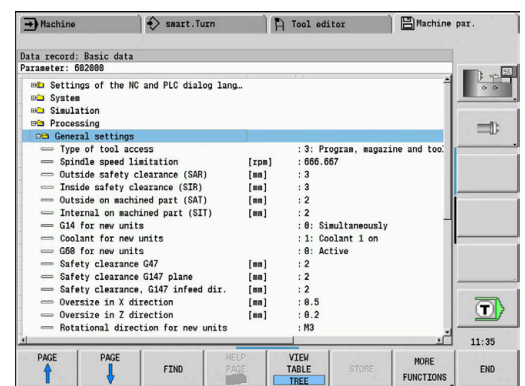 Machine smart.Turn Tool editor Machine par.
Data record: Basic data
Parameter: 602000
Settings of the NC and PLC dialog lang…
System
Simulation
Processing
General settings
Type of tool access : 3: Program, magazine and too
Spindle speed limitation [rpm] : 666.667
Outside safety clearance (SAR) [mm] : 3
Inside safety clearance (SIR) [mm] : 3
Outside on machined part (SAT) [mm] : 2
Internal on machined part (SIT) [mm] : 2
G14 for new units : 0: Simultaneously
Coolant for new units : 1: Coolant 1 on
G60 for new units : 0: Active
Safety clearance G47 [mm] : 2
Safety clearance G147 plane [mm] : 2
Safety clearance, G147 infeed dir. [mm] : 2
Oversize in X direction [mm] : 0.5
Oversize in Z direction [mm] : 0.2
Rotational direction for new units : M3
T
11:35
PAGE PAGE FIND HELP PAGE VIEW TABLE TREE STORE MORE FUNCTIONS END